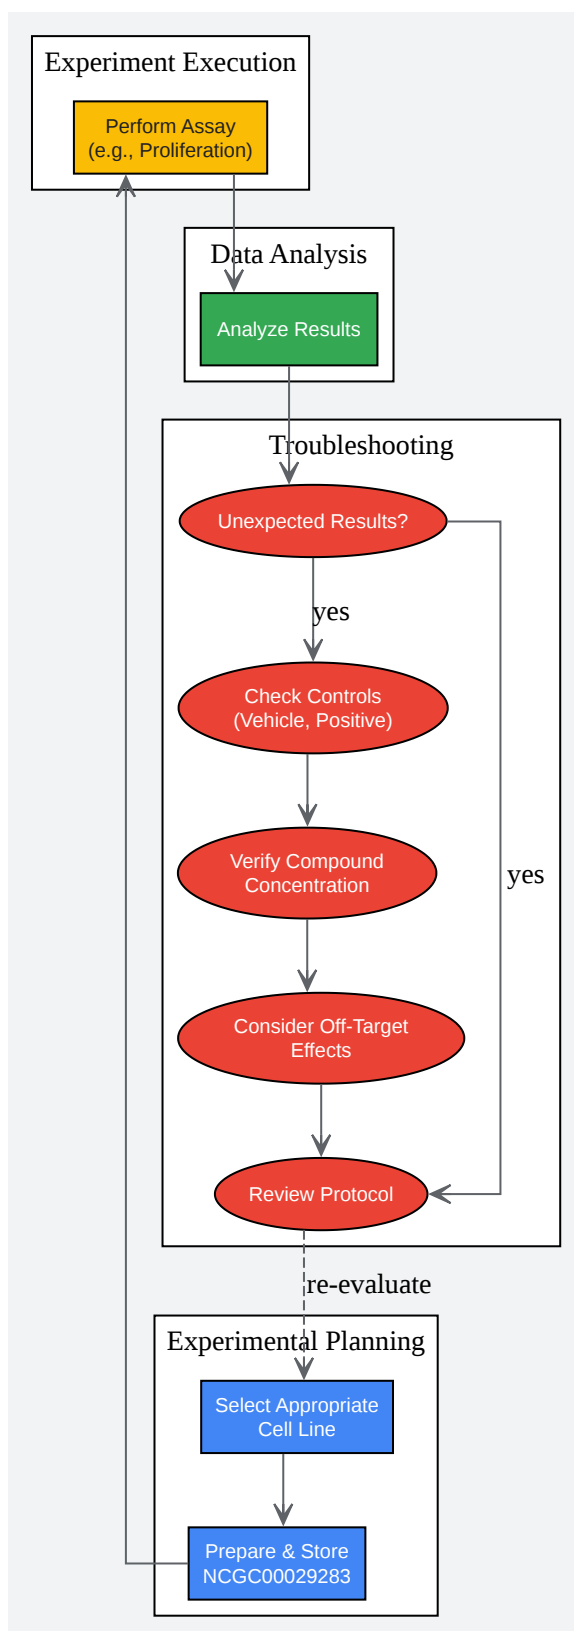 Experiment Execution
Perform Assay
(e.g., Proliferation)
Data Analysis
Analyze Results
Troubleshooting
Unexpected Results?
yes
Check Controls
(Vehicle, Positive)
Verify Compound
Concentration
yes
Consider Off-Target
Effects
Review Protocol
re-evaluate
Experimental Planning
Select Appropriate
Cell Line
Prepare & Store
NCGC00029283